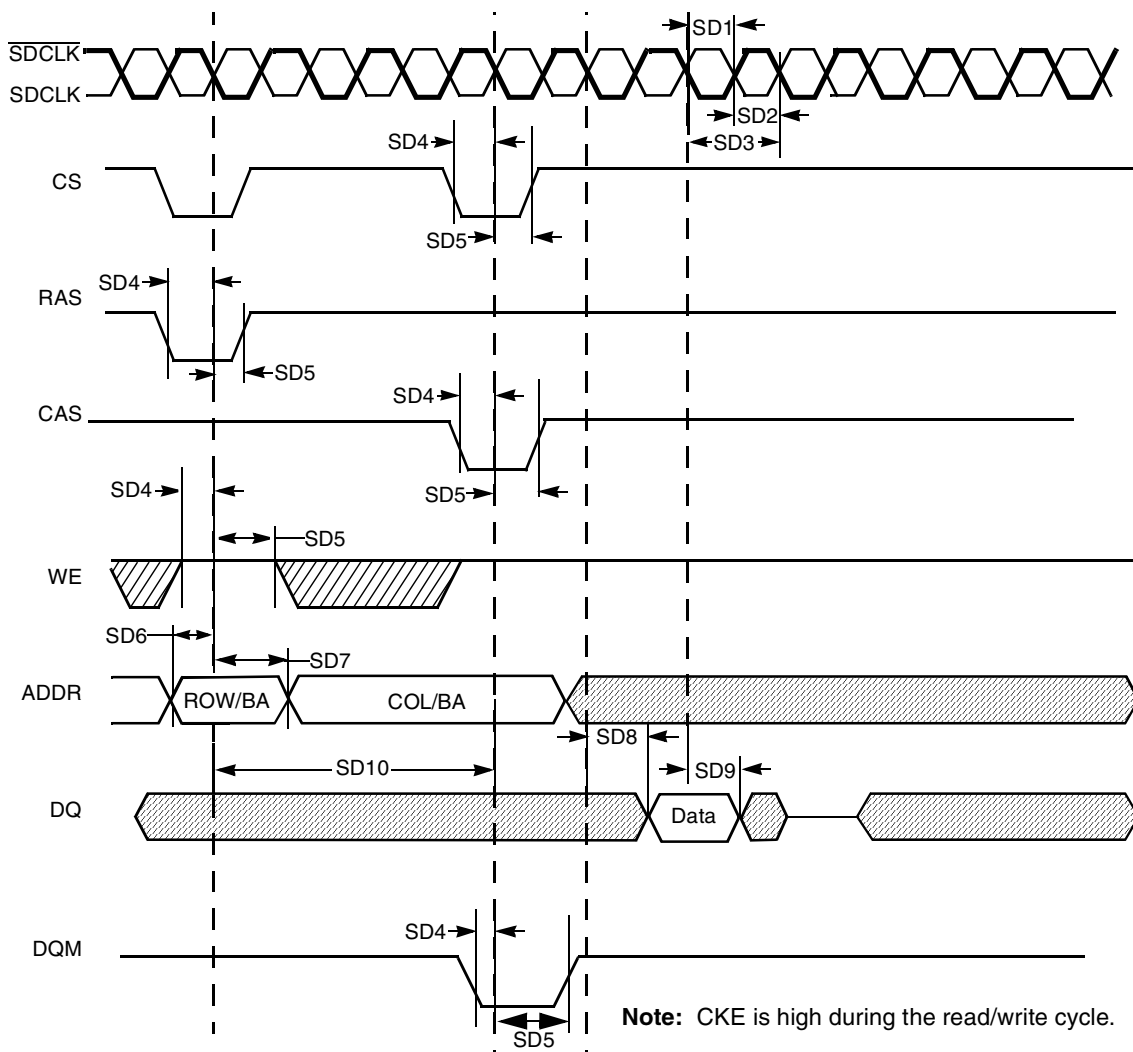 SD1
SDCLK
SDCLK
SD2
SD4
SD3
CS
SD5
SD4
RAS
SD5
SD4
CAS
SD4
SD5
SD5
WE
SD6
SD7
ADDR
ROW/BA
COL/BA
SD8
SD10
SD9
DQ
Data
SD4
DQM
Note: CKE is high during the read/write cycle.
SD5